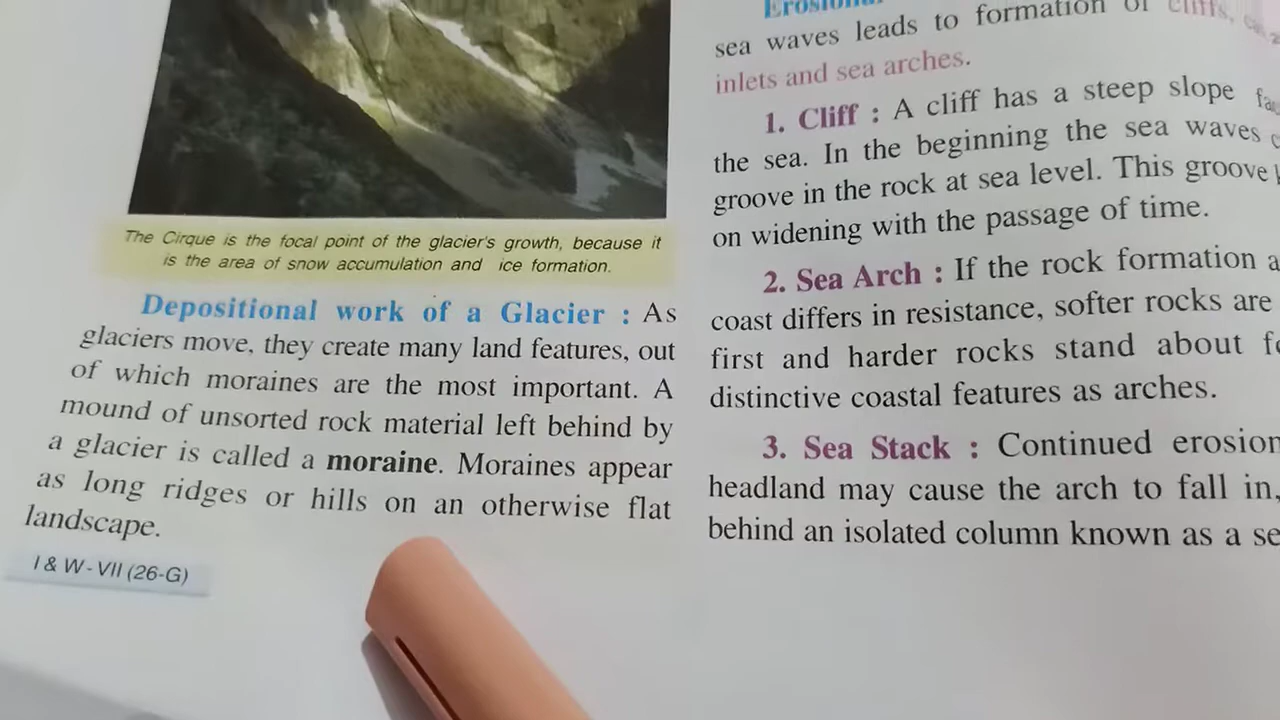 The Cirque is the focal point of the glacier's growth, because it
is the area of snow accumulation and ice formation.
Depositional work of a Glacier : As
glaciers move, they create many land features, out
of which moraines are the most important. A
mound of unsorted rock material left behind by
a glacier is called a moraine. Moraines appear
as long ridges or hills on an otherwise flat
landscape.
I & W - VII (26-G)
sea waves leads to formation of cliffs,
inlets and sea arches.
1. Cliff : A cliff has a steep slope
the sea. In the beginning the sea waves
groove in the rock at sea level. This groove
on widening with the passage of time.
2. Sea Arch : If the rock formation
coast differs in resistance, softer rocks are
first and harder rocks stand about
distinctive coastal features as arches.
3. Sea Stack : Continued erosion
headland may cause the arch to fall in,
behind an isolated column known as a